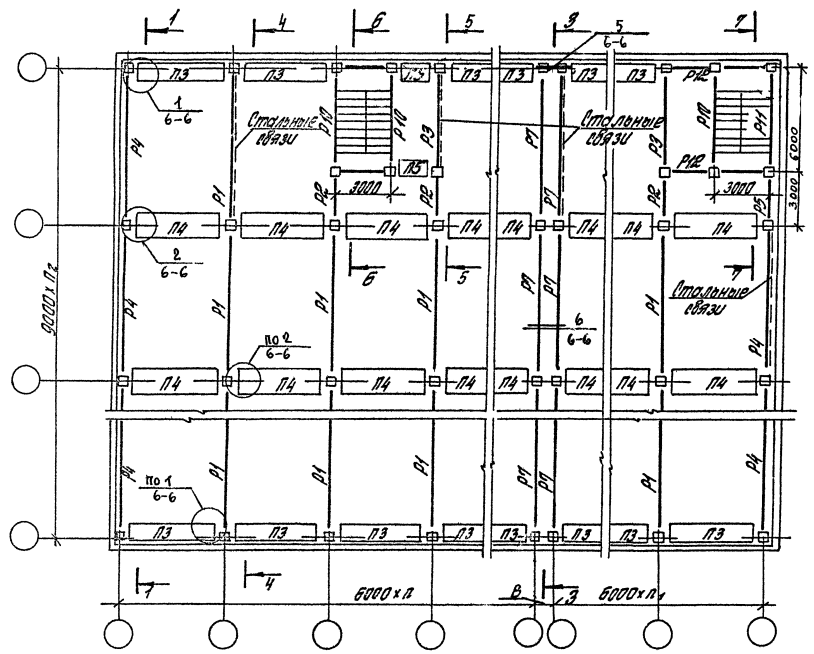 1 4 6 5 3 5 7
6-6
П3 П3 П3 П3 П3 П3 П3 Р12
1
6-6
Стальные
связи
Р10 Р10 Р3
Стальные
связи
Р4 Р7 Р3 Р10 Р11 6000
П5 Р12
Р1 Р2 3000 Р2 Р7 Р2 3000 Р5 3000
П4 П4 П4 П4 П4 П4 П4 П4
2
6-6
6 5 7
9000 x П2
Стальные
связи
Р4 Р1 Р1 Р1 Р7 Р7 Р1 Р4
6
6-6
по 2
6-6
П4 П4 П4 П4 П4 П4 П4 П4
Р4 Р1 Р1 Р1 Р7 Р7 Р1 Р4
по 1
6-6
П3 П3 П3 П3 П3 П3 П3 П3
1 4 6000 x П В 3 6000 x П1